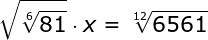 √(⁶√81) · x = ¹²√6561